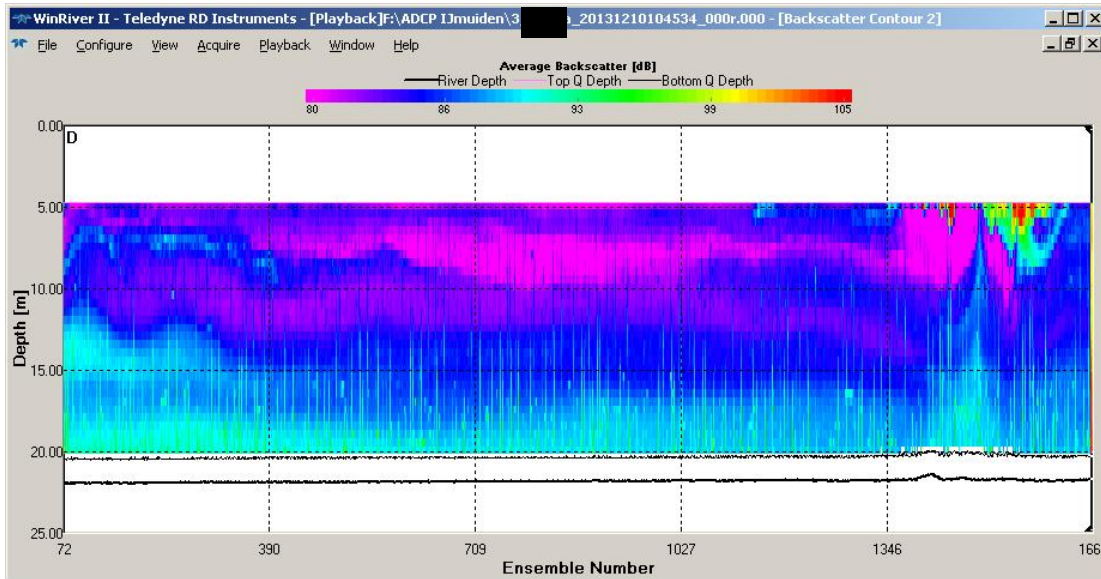 WinRiver II - Teledyne RD Instruments - [Playback]F:\ADCP IJmuiden\3_ a_20131210104534_000r.000 - [Backscatter Contour 2]
File Configure View Acquire Playback Window Help
Average Backscatter [dB]
River Depth Top Q Depth Bottom Q Depth
80 86 93 99 105
0.00
D
5.00
10.00
Depth [m]
15.00
20.00
25.00
72 390 709 1027 1346 166
Ensemble Number